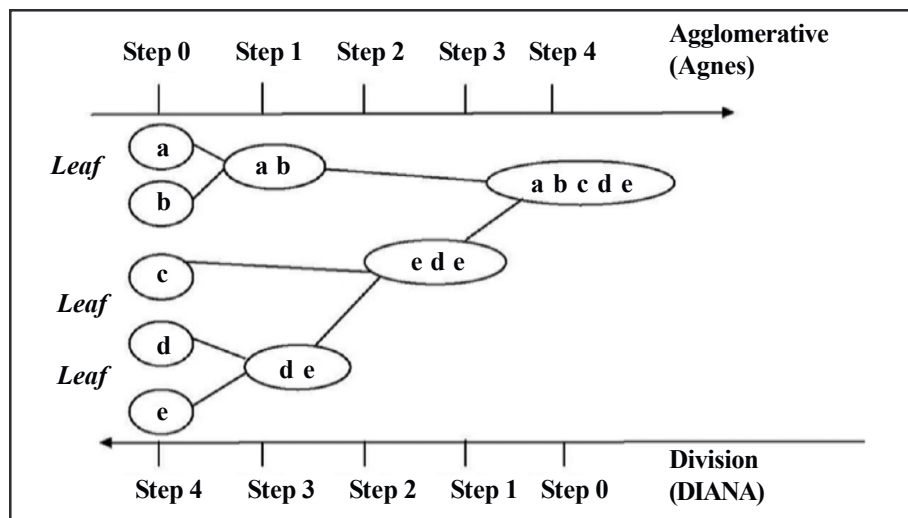 Step 0 Step 1 Step 2 Step 3 Step 4
Agglomerative
(Agnes)
Leaf
a
b
a b
a b c d e
c
e d e
Leaf
d
Leaf
d e
e
Division
(DIANA)
Step 4 Step 3 Step 2 Step 1 Step 0